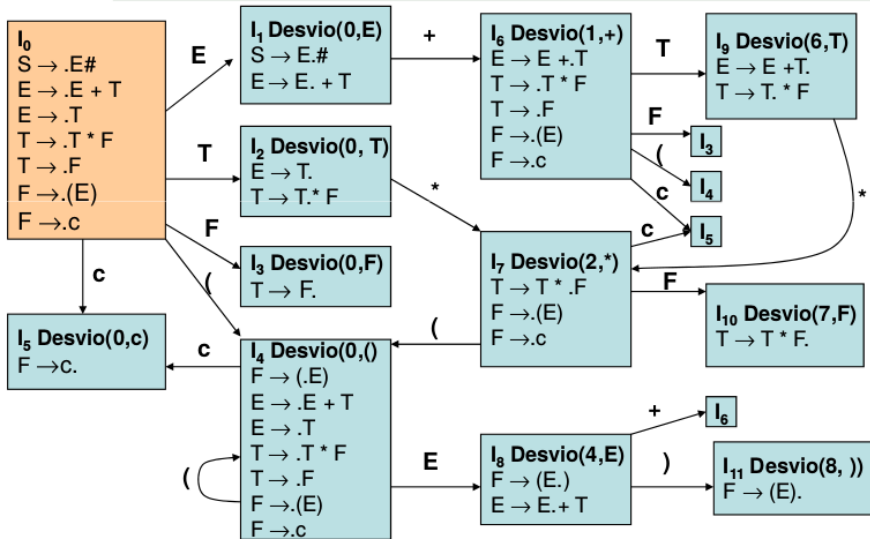 I0
S → .E#
E → .E + T
E → .T
T → .T * F
T → .F
F →.(E)
F →.c
E
I1 Desvio(0,E)
S → E.#
E → E. + T
+
I6 Desvio(1,+)
E → E +.T
T → .T * F
T → .F
F →.(E)
F →.c
T
I9 Desvio(6,T)
E → E +T.
T → T. * F
F
I3
(
I4
c
I5
*
T
I2 Desvio(0, T)
E → T.
T → T.* F
*
F
I3 Desvio(0,F)
T → F.
(
c
I5 Desvio(0,c)
F →c.
c
I7 Desvio(2,*)
T → T * .F
F →.(E)
F →.c
c
F
I10 Desvio(7,F)
T → T * F.
(
I4 Desvio(0,()
F → (.E)
E → .E + T
E → .T
T → .T * F
T → .F
F →.(E)
F →.c
(
E
I8 Desvio(4,E)
F → (E.)
E → E.+ T
+
I6
)
I11 Desvio(8, ))
F → (E).